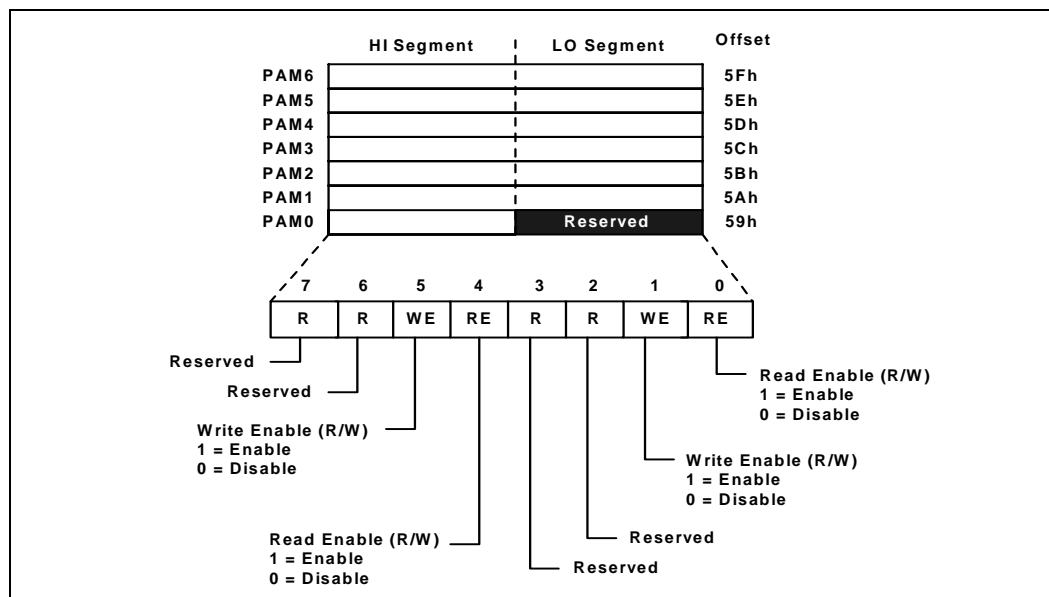 HI Segment LO Segment Offset
PAM6 5Fh
PAM5 5Eh
PAM4 5Dh
PAM3 5Ch
PAM2 5Bh
PAM1 5Ah
PAM0 Reserved 59h
7 6 5 4 3 2 1 0
R R WE RE R R WE RE
Reserved
Reserved
Read Enable (R/W)
1 = Enable
0 = Disable
Write Enable (R/W)
1 = Enable
0 = Disable
Write Enable (R/W)
1 = Enable
0 = Disable
Read Enable (R/W)
1 = Enable
0 = Disable
Reserved
Reserved